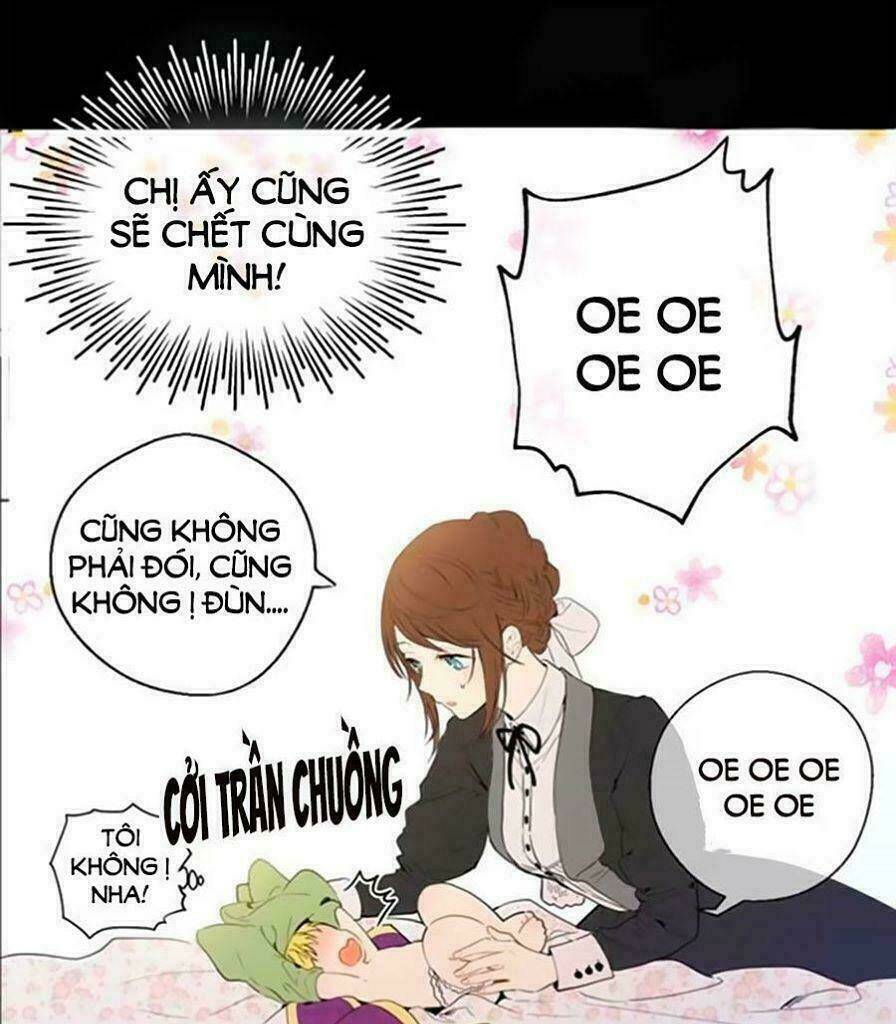 CHỊ ẤY CŨNG
SẼ CHẾT CÙNG
MÌNH!
OE OE
OE OE
CŨNG KHÔNG
PHẢI ĐÓI, CŨNG
KHÔNG Ị ĐÙN....
OE OE OE
OE OE
CỞI TRẦN CHUỒNG
TÔI
KHÔNG Ị
NHA!